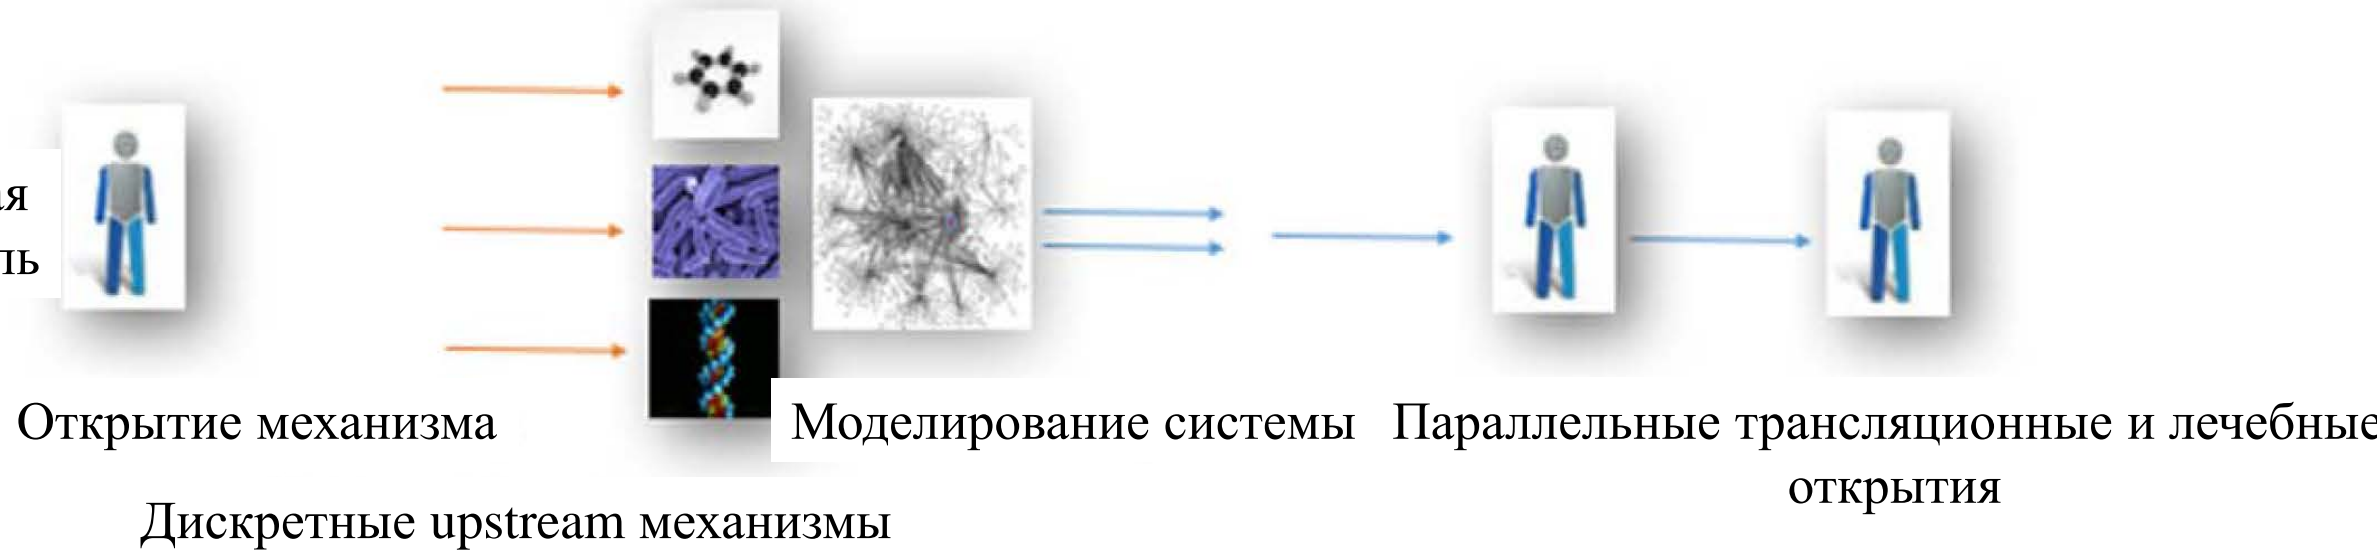 Открытие механизма
Моделирование системы
Параллельные трансляционные и лечебные
открытия
Дискретные upstream механизмы